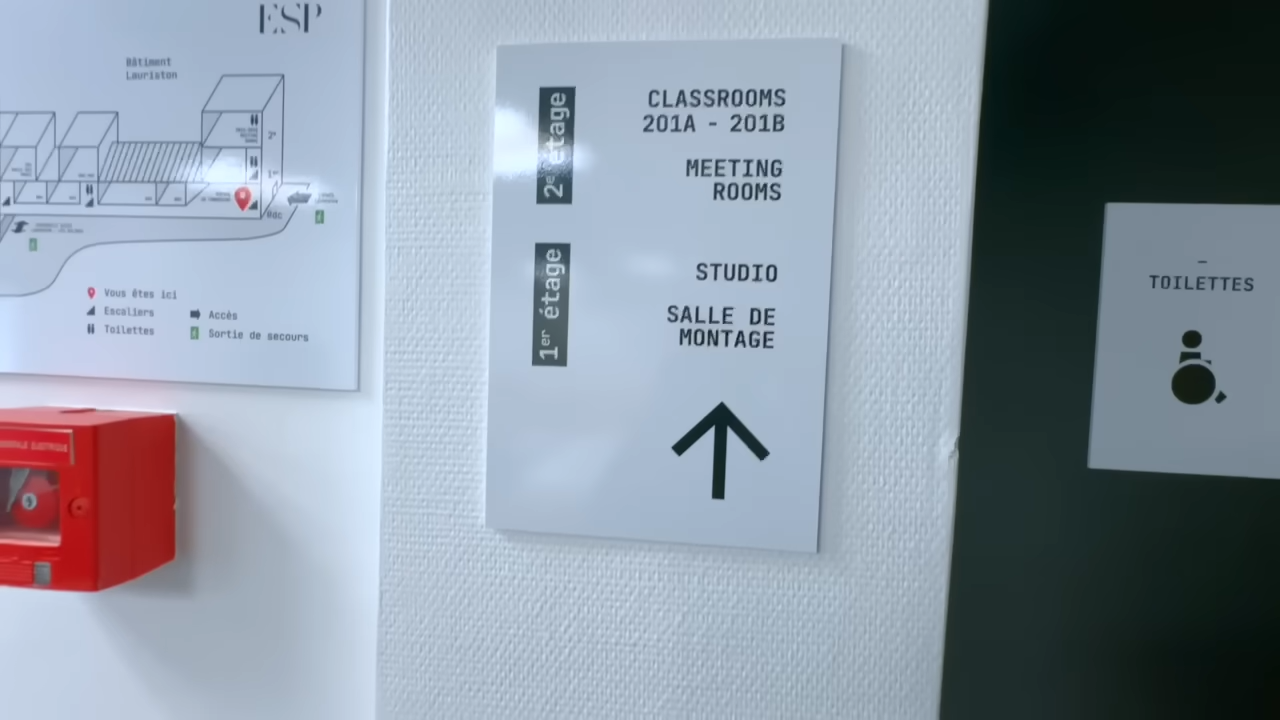 ESP
Bâtiment
Lauriston
2e
1er
Rdc
Vous êtes ici
Escaliers
Toilettes
Accès
Sortie de secours
2e étage
CLASSROOMS
201A - 201B
MEETING
ROOMS
1er étage
STUDIO
SALLE DE
MONTAGE
TOILETTES